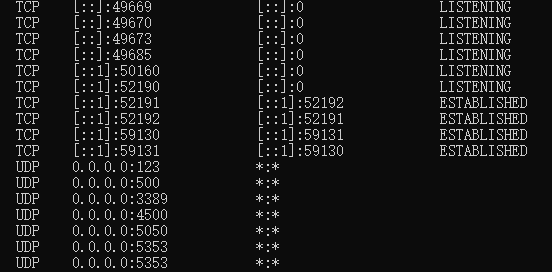 TCP [::]:49669 [::]:0 LISTENING
TCP [::]:49670 [::]:0 LISTENING
TCP [::]:49673 [::]:0 LISTENING
TCP [::]:49685 [::]:0 LISTENING
TCP [::1]:50160 [::]:0 LISTENING
TCP [::1]:52190 [::]:0 LISTENING
TCP [::1]:52191 [::1]:52192 ESTABLISHED
TCP [::1]:52192 [::1]:52191 ESTABLISHED
TCP [::1]:59130 [::1]:59131 ESTABLISHED
TCP [::1]:59131 [::1]:59130 ESTABLISHED
UDP 0.0.0.0:123 *:*
UDP 0.0.0.0:500 *:*
UDP 0.0.0.0:3389 *:*
UDP 0.0.0.0:4500 *:*
UDP 0.0.0.0:5050 *:*
UDP 0.0.0.0:5353 *:*
UDP 0.0.0.0:5353 *:*